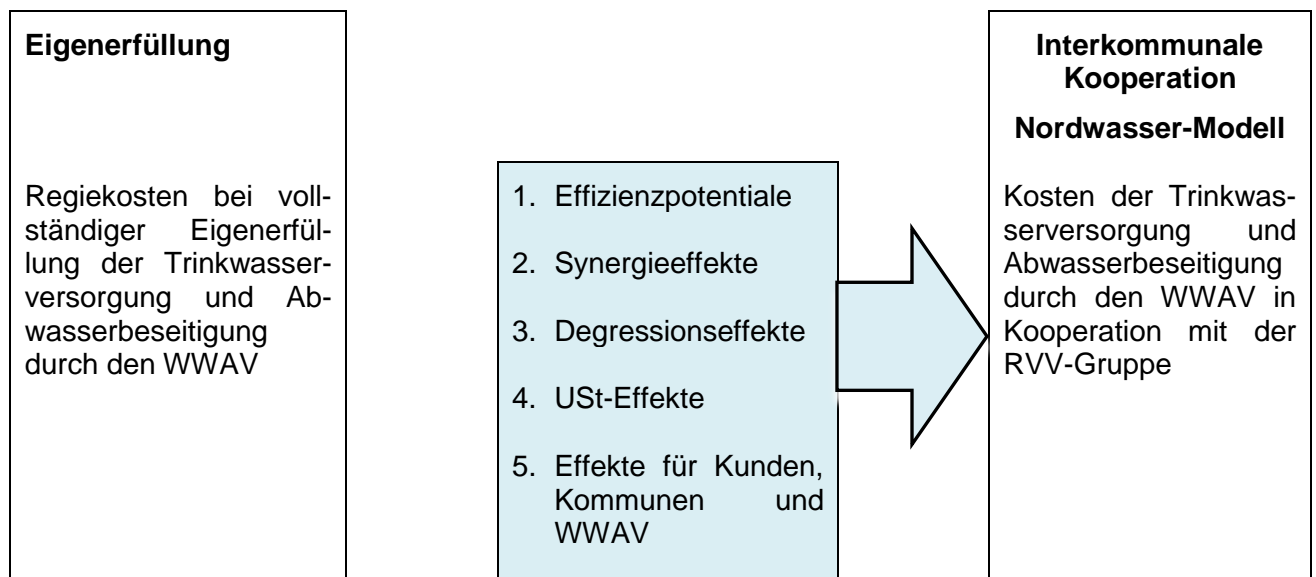 Eigenerfüllung
Regiekosten bei voll-
ständiger Eigenerfül-
lung der Trinkwasser-
versorgung und Ab-
wasserbeseitigung
durch den WWAV
1. Effizienzpotentiale
2. Synergieeffekte
3. Degressionseffekte
4. USt-Effekte
5. Effekte für Kunden,
Kommunen und
WWAV
Interkommunale
Kooperation
Nordwasser-Modell
Kosten der Trinkwas-
serversorgung und
Abwasserbeseitigung
durch den WWAV in
Kooperation mit der
RVV-Gruppe